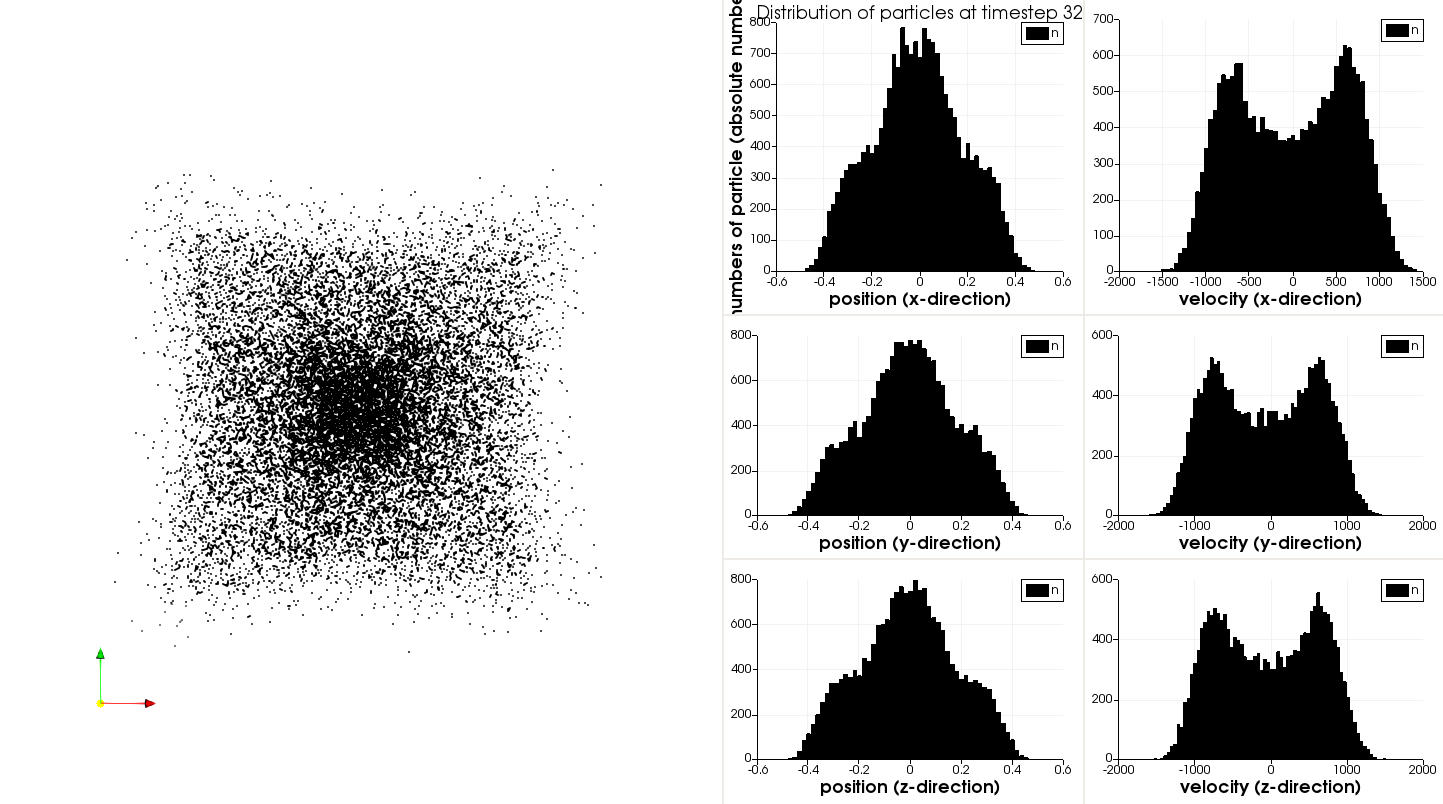 Distribution of particles at timestep 32
numbers of particle (absolute numbe
800
700
600
500
400
300
200
100
0
-0.6 -0.4 -0.2 0 0.2 0.4 0.6
position (x-direction)
n
700
600
500
400
300
200
100
0
-2000 -1500 -1000 -500 0 500 1000 1500
velocity (x-direction)
n
800
600
400
200
0
-0.6 -0.4 -0.2 0 0.2 0.4 0.6
position (y-direction)
n
600
400
200
0
-2000 -1000 0 1000 2000
velocity (y-direction)
n
800
600
400
200
0
-0.6 -0.4 -0.2 0 0.2 0.4 0.6
position (z-direction)
n
600
400
200
0
-2000 -1000 0 1000 2000
velocity (z-direction)
n